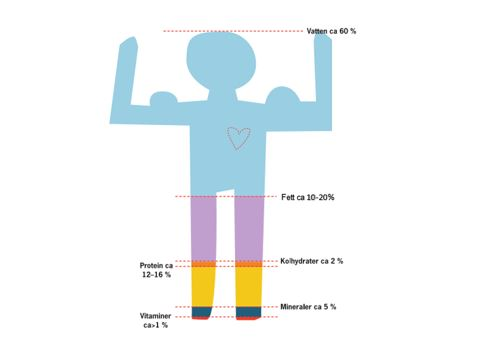 Vatten ca 60 %
Fett ca 10-20%
Protein ca
12–16 %
Kolhydrater ca 2 %
Mineraler ca 5 %
Vitaminer
ca>1 %